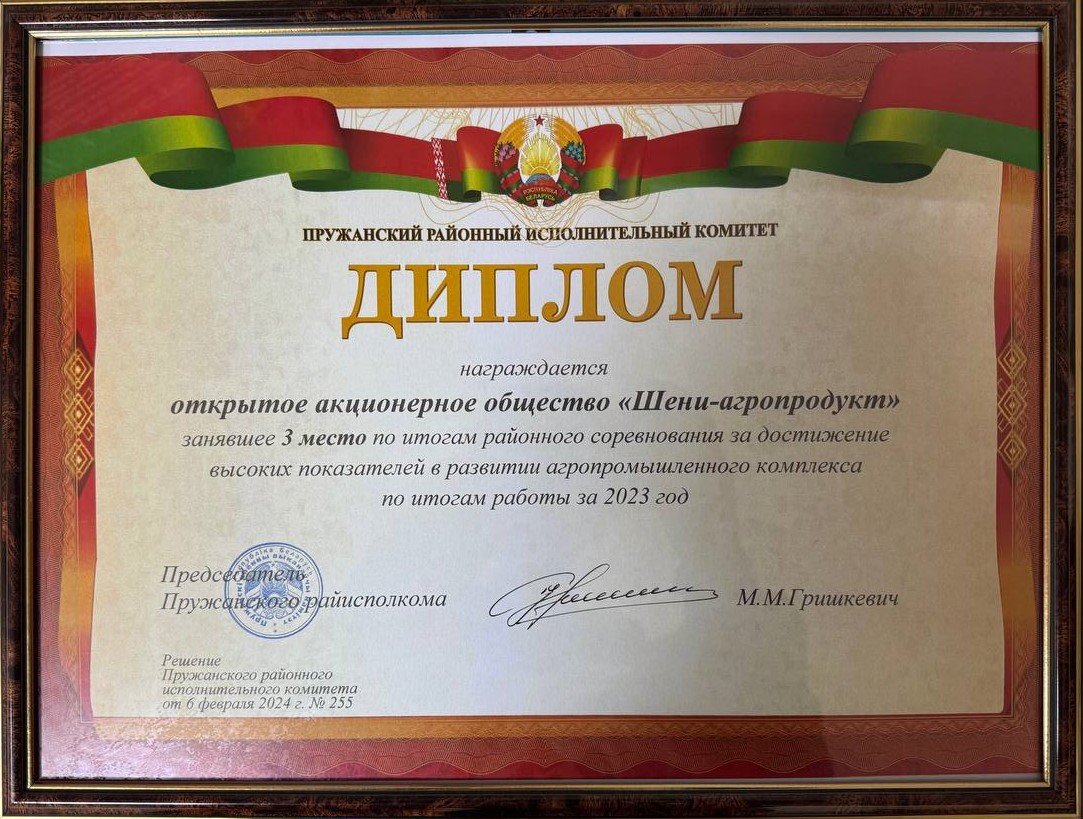 РЭСПУБЛІКА
БЕЛАРУСЬ
ПРУЖАНСКИЙ РАЙОННЫЙ ИСПОЛНИТЕЛЬНЫЙ КОМИТЕТ
ДИПЛОМ
награждается
открытое акционерное общество «Шени-агропродукт»
занявшее 3 место по итогам районного соревнования за достижение
высоких показателей в развитии агропромышленного комплекса
по итогам работы за 2023 год
Председатель
Пружанского райисполкома
М.М.Гришкевич
Решение
Пружанского районного
исполнительного комитета
от 6 февраля 2024 г. № 255